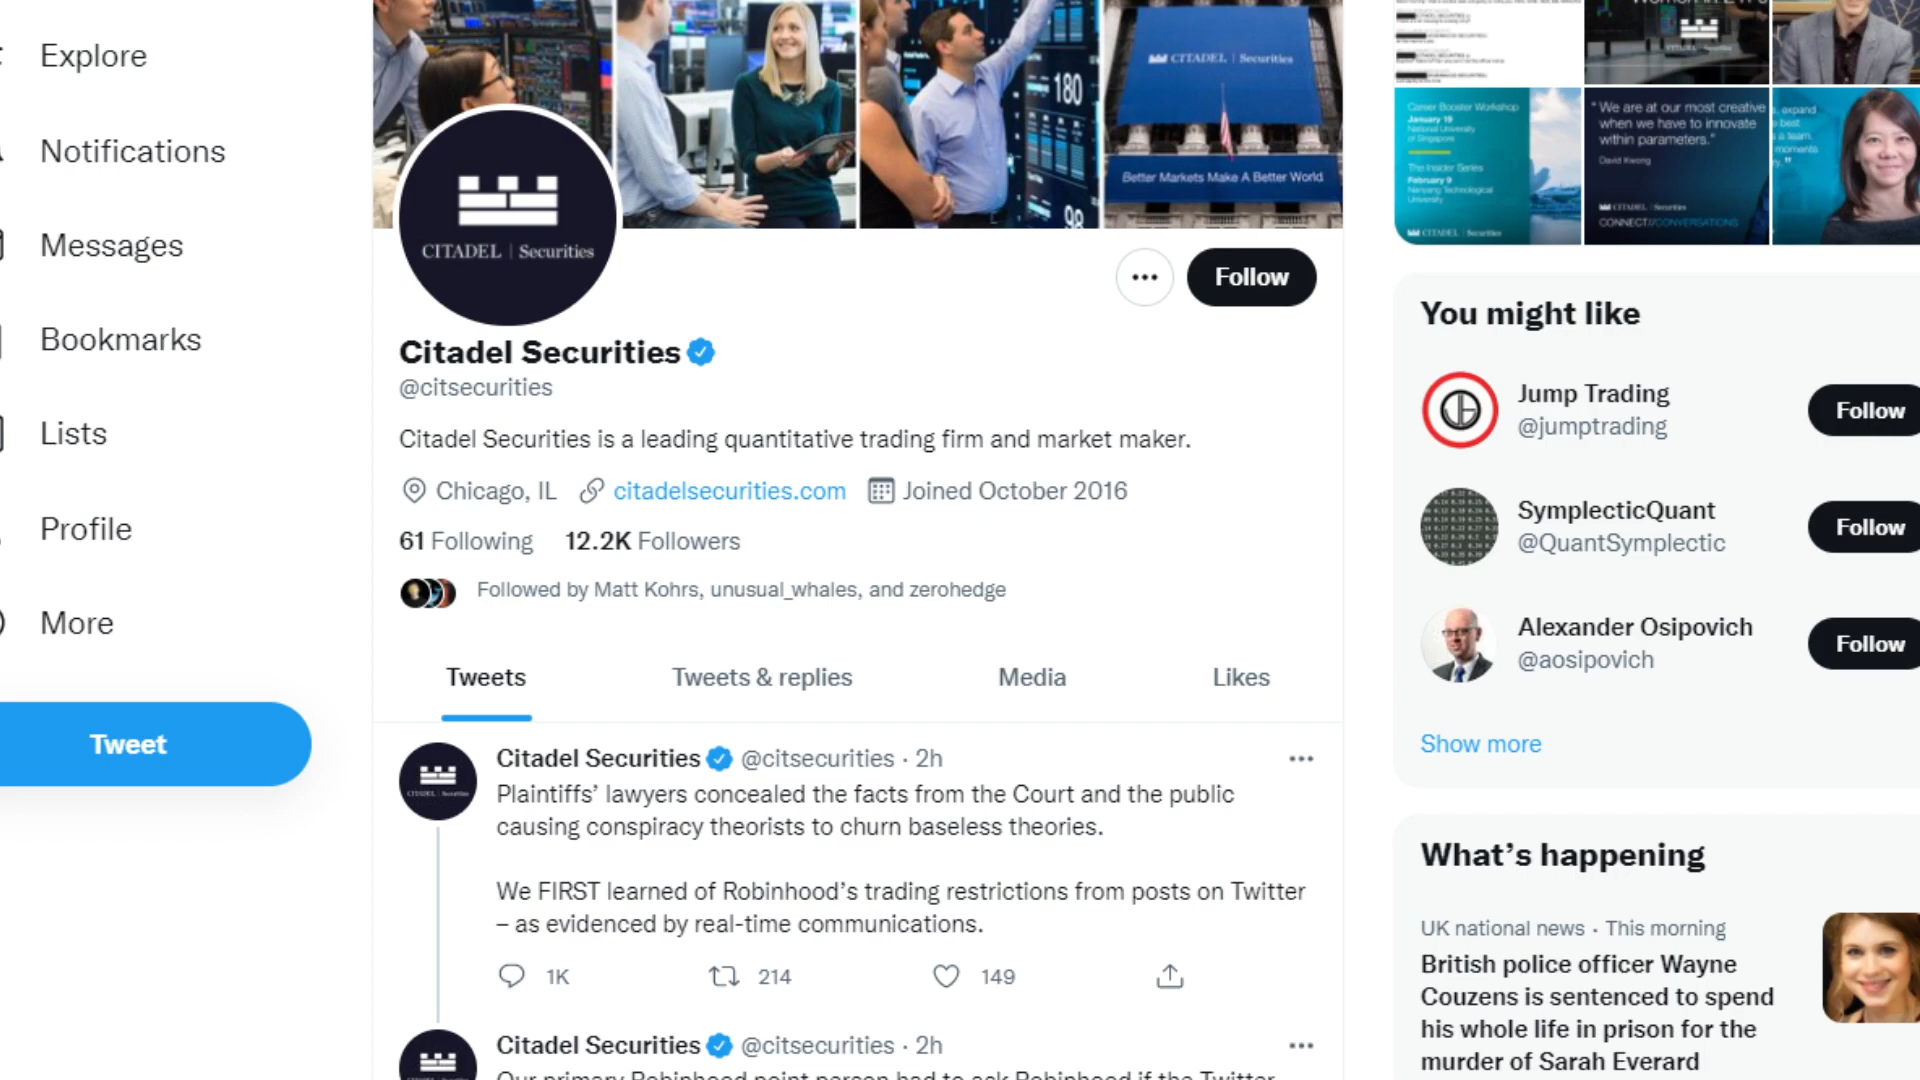 Explore
Notifications
Messages
Bookmarks
Lists
Profile
More
Tweet
180
98
CITADEL | Securities
Better Markets Make A Better World
CITADEL | Securities
Follow
Citadel Securities
@citsecurities
Citadel Securities is a leading quantitative trading firm and market maker.
Chicago, IL citadelsecurities.com Joined October 2016
61 Following 12.2K Followers
Followed by Matt Kohrs, unusual_whales, and zerohedge
Tweets Tweets & replies Media Likes
Citadel Securities @citsecurities · 2h
Plaintiffs’ lawyers concealed the facts from the Court and the public
causing conspiracy theorists to churn baseless theories.
We FIRST learned of Robinhood’s trading restrictions from posts on Twitter
– as evidenced by real-time communications.
1K 214 149
Citadel Securities @citsecurities · 2h
Our primary Robinhood point person had to ask Robinhood if the Twitter
Career Booster Workshop
January 19
National University
of Singapore
The Insider Series
February 9
Nanyang Technological
University
CITADEL | Securities
“We are at our most creative
when we have to innovate
within parameters.”
David Kwong
CITADEL | Securities
CONNECT//CONVERSATIONS
expand
best
a team.
moments
You might like
Jump Trading
@jumptrading
Follow
SymplecticQuant
@QuantSymplectic
Follow
Alexander Osipovich
@aosipovich
Follow
Show more
What’s happening
UK national news · This morning
British police officer Wayne
Couzens is sentenced to spend
his whole life in prison for the
murder of Sarah Everard